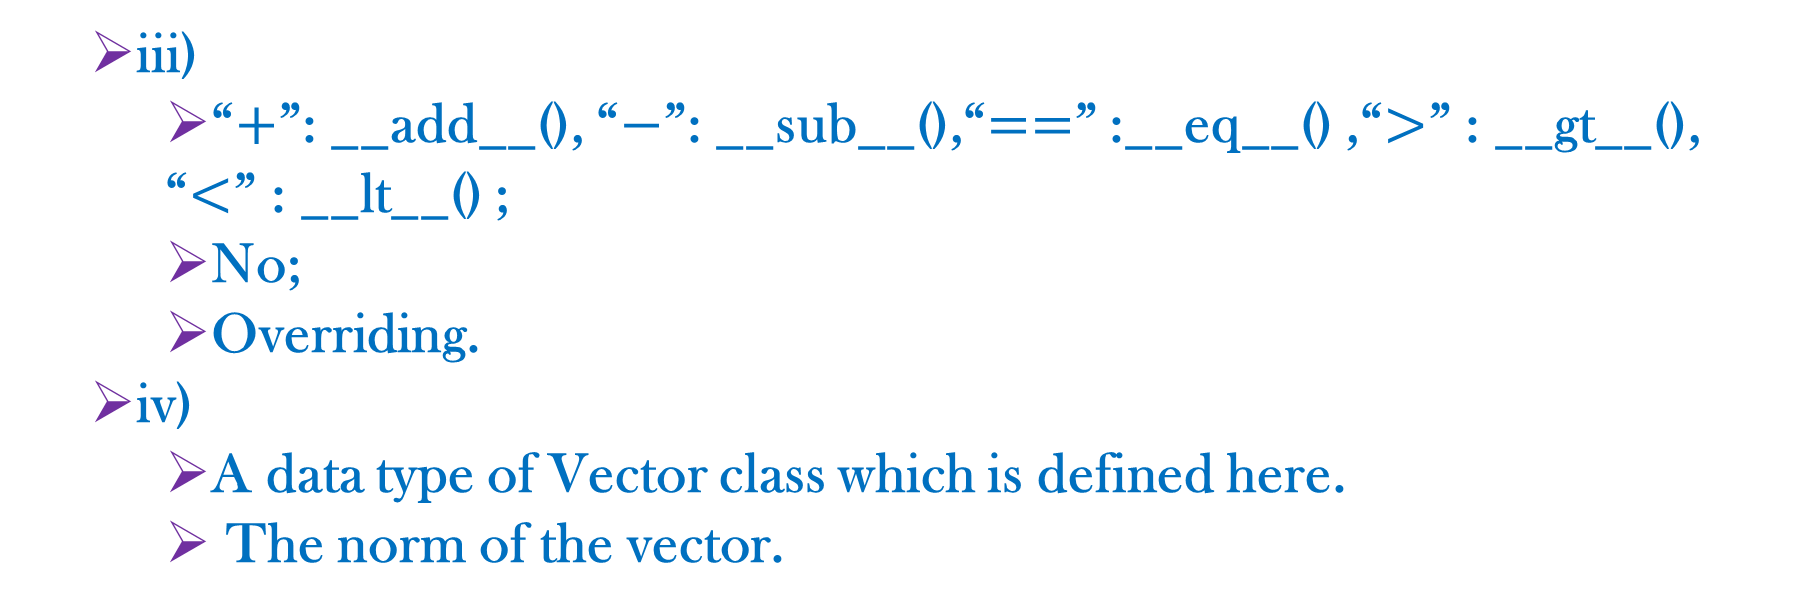 ➢iii)
➢“+”: __add__(), “−”: __sub__(),“==” :__eq__() ,“>” : __gt__(),
“<” : __lt__() ;
➢No;
➢Overriding.
➢iv)
➢A data type of Vector class which is defined here.
➢ The norm of the vector.